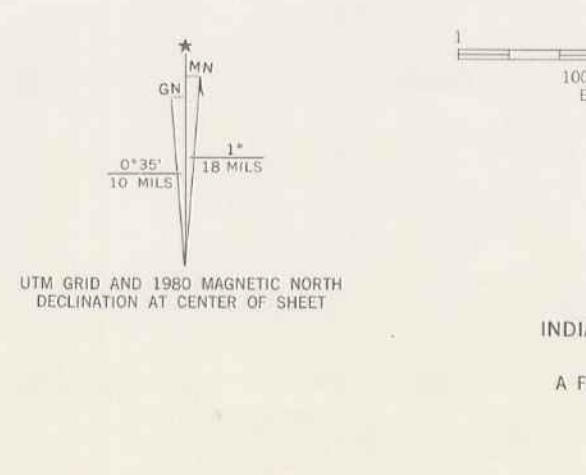 MN
GN
0°35'
10 MILS
1°
18 MILS
UTM GRID AND 1980 MAGNETIC NORTH
DECLINATION AT CENTER OF SHEET
1
100
E
INDIA
A F